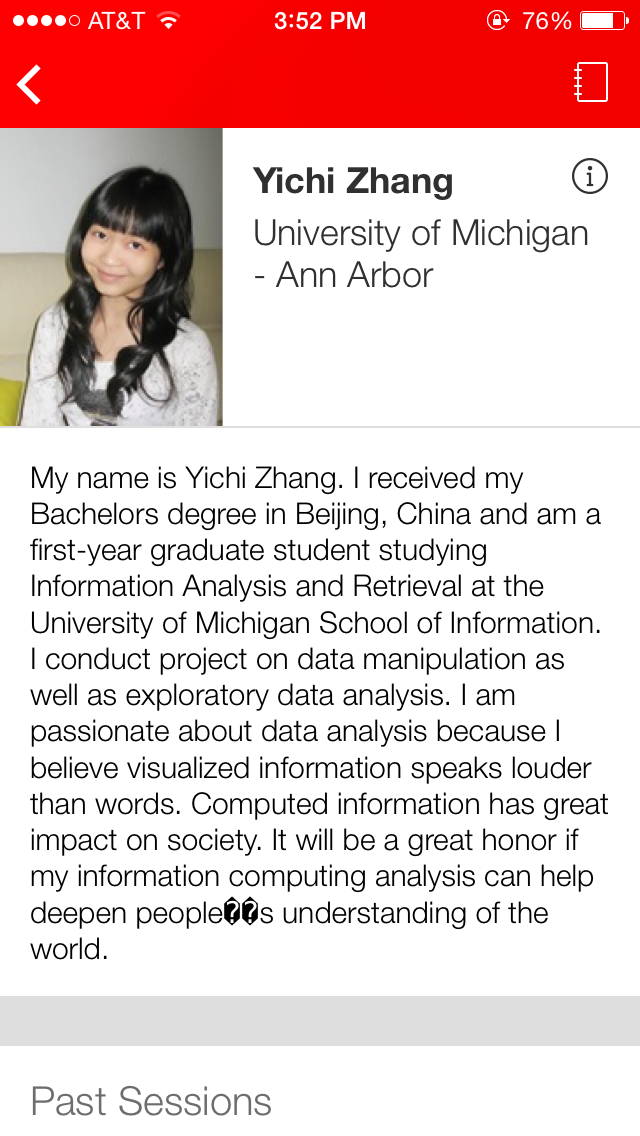 AT&T 3:52 PM 76%
Yichi Zhang
University of Michigan
- Ann Arbor
My name is Yichi Zhang. I received my
Bachelors degree in Beijing, China and am a
first-year graduate student studying
Information Analysis and Retrieval at the
University of Michigan School of Information.
I conduct project on data manipulation as
well as exploratory data analysis. I am
passionate about data analysis because I
believe visualized information speaks louder
than words. Computed information has great
impact on society. It will be a great honor if
my information computing analysis can help
deepen people��s understanding of the
world.
Past Sessions